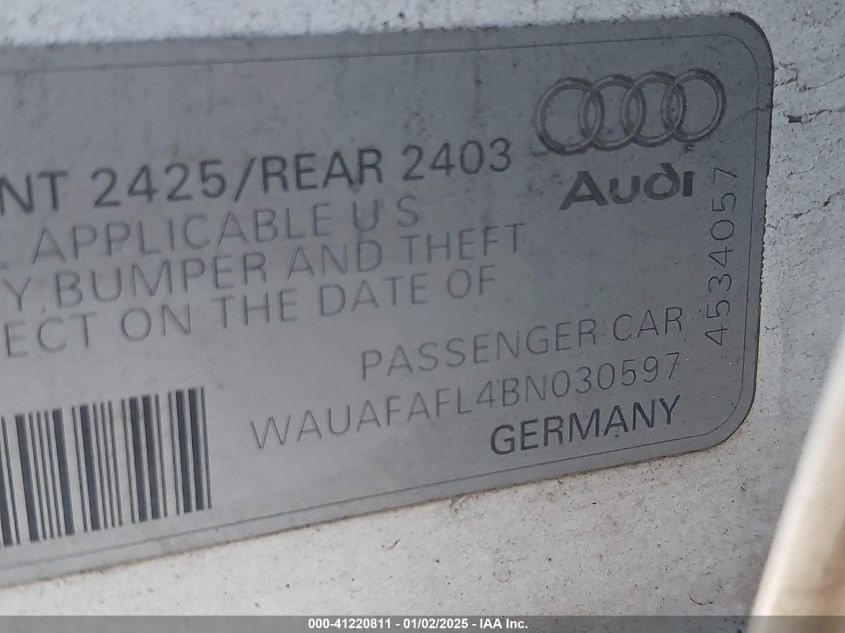 NT 2425/REAR 2403
Audi
APPLICABLE U S
Y BUMPER AND THEFT
ECT ON THE DATE OF
PASSENGER CAR
WAUAFAFL4BN030597
GERMANY
4534057
000-41220811 - 01/02/2025 - IAA Inc.